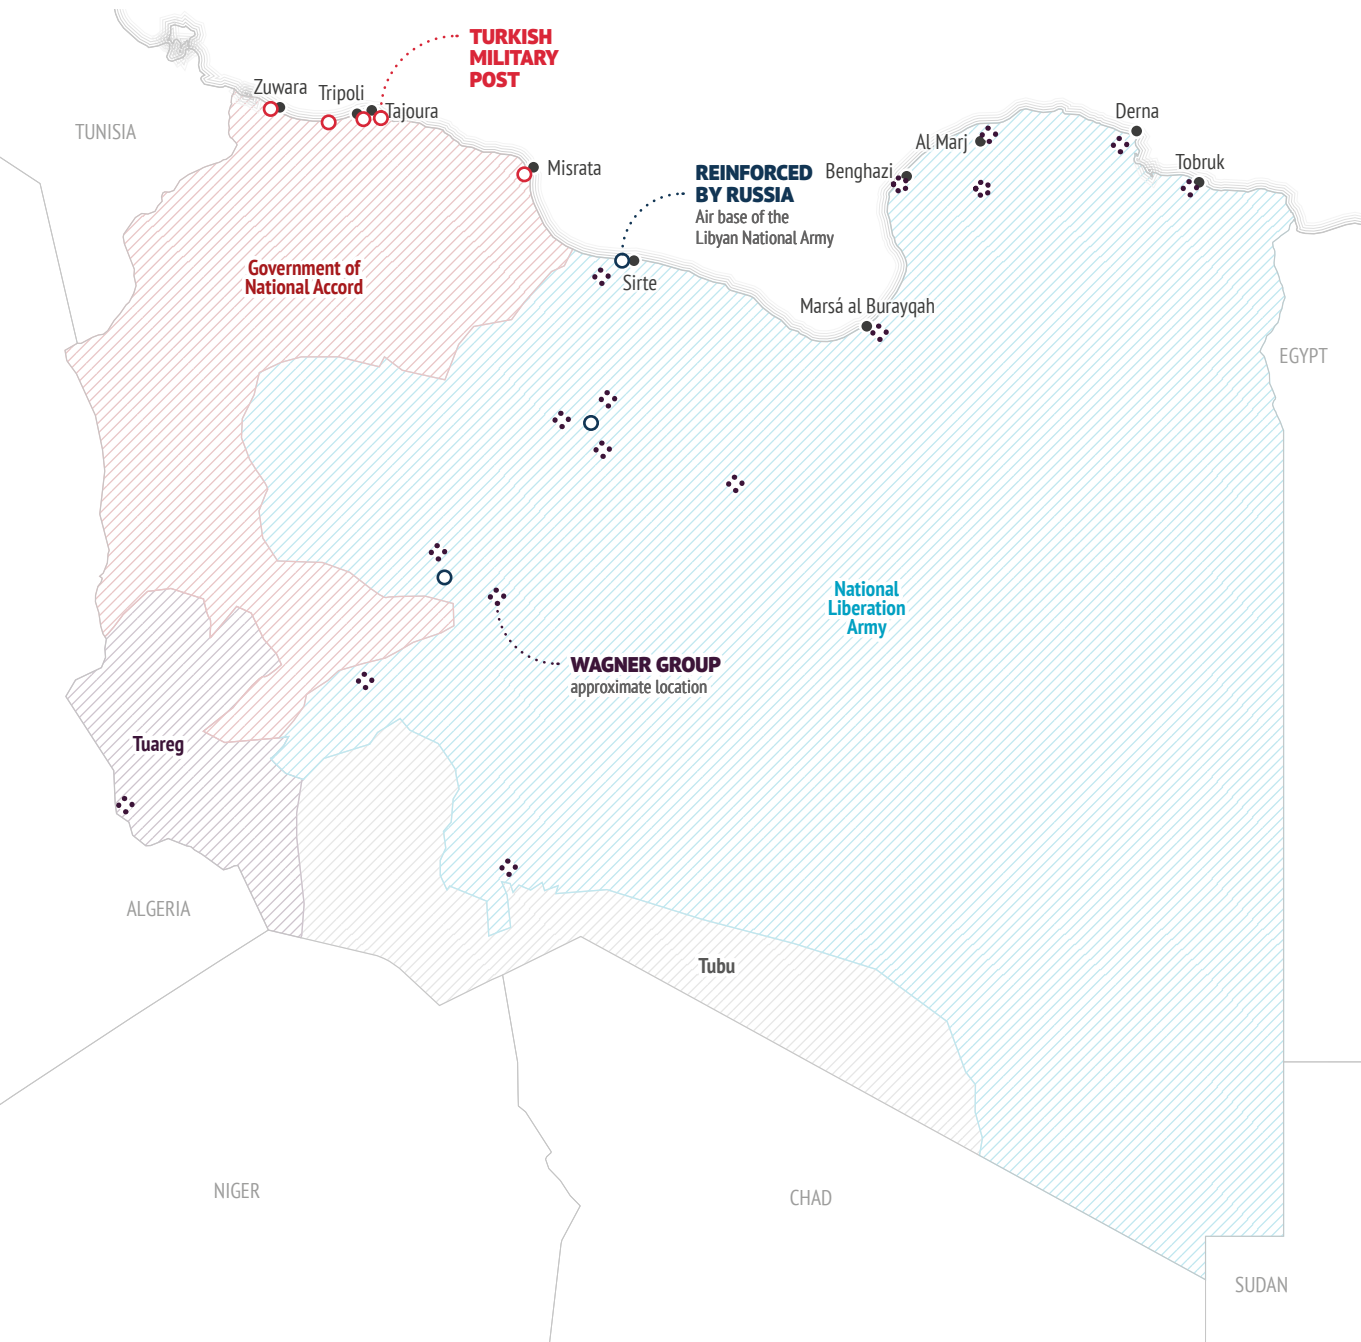 TURKISH
MILITARY
POST
Zuwara
Tripoli
Tajoura
TUNISIA
Misrata
Derna
Al Marj
Tobruk
Benghazi
REINFORCED
BY RUSSIA
Air base of the
Libyan National Army
Government of
National Accord
Sirte
Marsá al Burayqah
EGYPT
National
Liberation
Army
WAGNER GROUP
approximate location
Tuareg
ALGERIA
Tubu
NIGER
CHAD
SUDAN